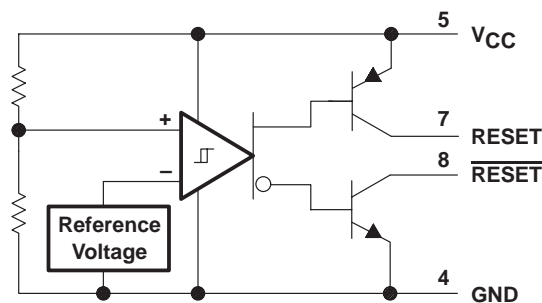 5 VCC
+
7 RESET
8 RESET
−
Reference
Voltage
4 GND